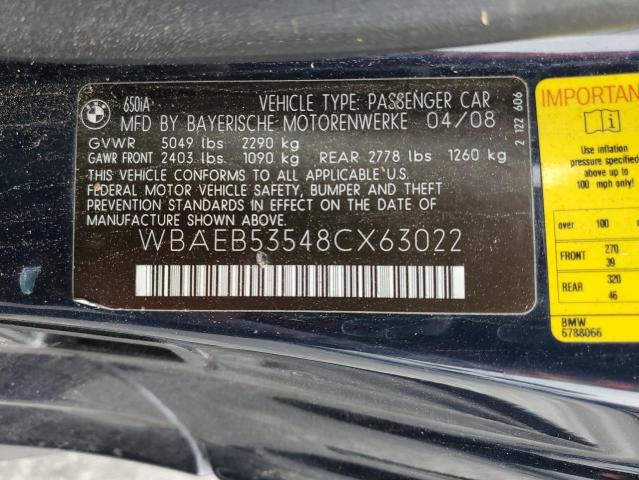 BMW
650iA
VEHICLE TYPE: PASSENGER CAR
MFD BY BAYERISCHE MOTORENWERKE 04/08
GVWR 5049 lbs 2290 kg
GAWR FRONT 2403 lbs 1090 kg REAR 2778 lbs 1260 kg
THIS VEHICLE CONFORMS TO ALL APPLICABLE U.S.
FEDERAL MOTOR VEHICLE SAFETY, BUMPER AND THEFT
PREVENTION STANDARDS IN EFFECT ON THE DATE OF
MANUFACTURE SHOWN ABOVE.
WBAEB53548CX63022
2 122 606
IMPORTAN
Use inflation
pressure specified
above up to
100 mph only!
over 100
FRONT 270
39
REAR 320
46
BMW
6788066